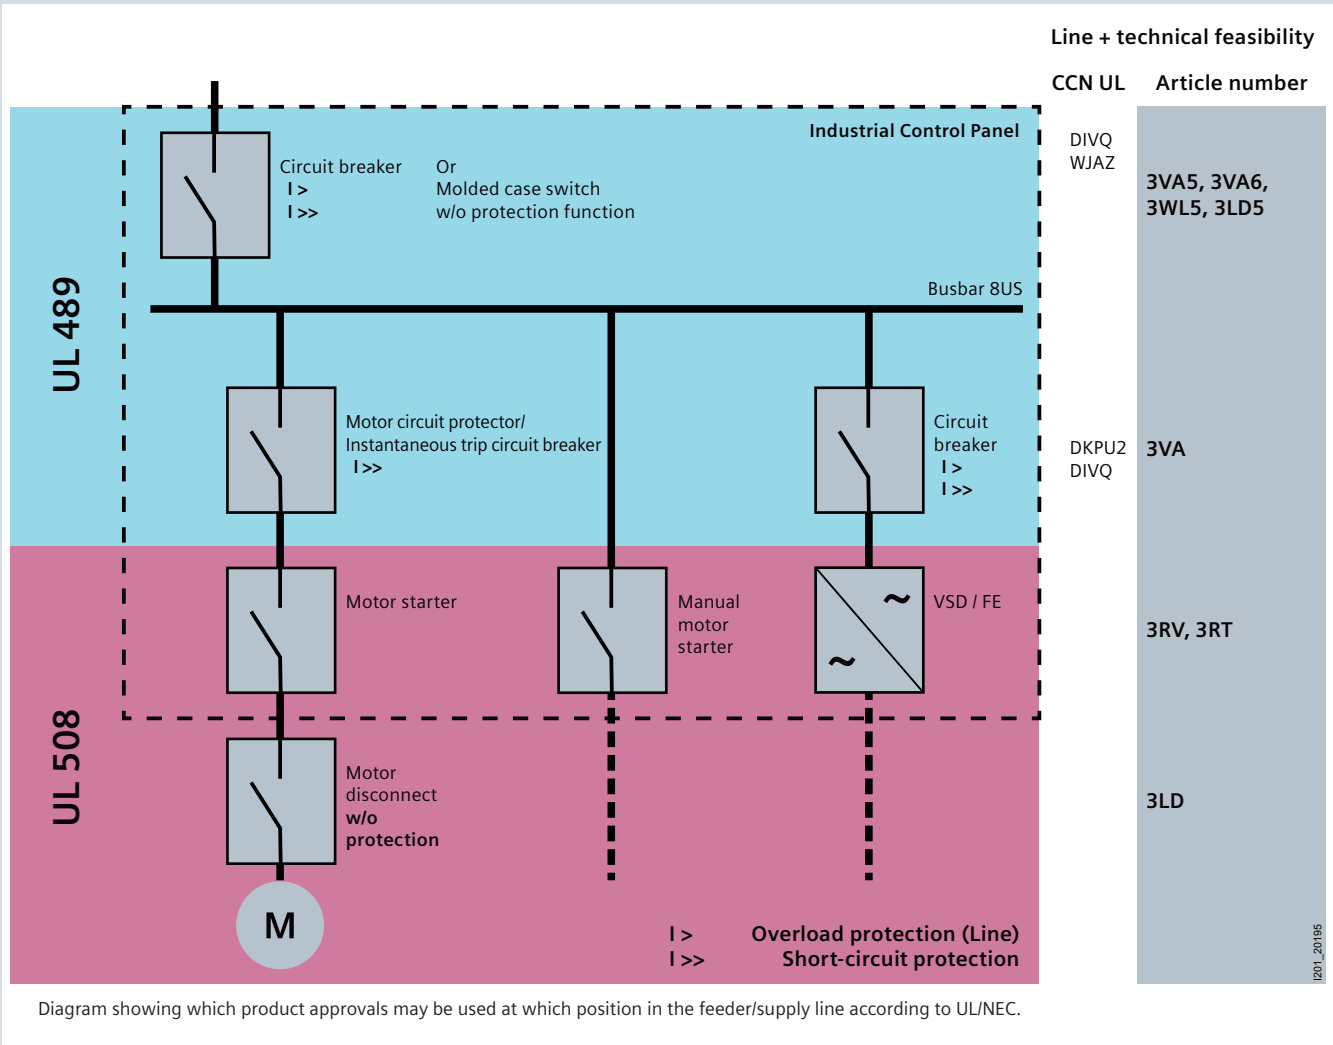 Line + technical feasibility
CCN UL
Article number
Industrial Control Panel
DIVQ
WJAZ
3VA5, 3VA6,
3WL5, 3LD5
Circuit breaker
I >
I >>
Or
Molded case switch
w/o protection function
UL 489
Busbar 8US
Motor circuit protector/
Instantaneous trip circuit breaker
I >>
Circuit
breaker
I >
I >>
DKPU2
DIVQ
3VA
Motor starter
Manual
motor
starter
~
~
VSD / FE
3RV, 3RT
UL 508
Motor
disconnect
w/o
protection
3LD
M
I > Overload protection (Line)
I >> Short-circuit protection
I201_20195
Diagram showing which product approvals may be used at which position in the feeder/supply line according to UL/NEC.